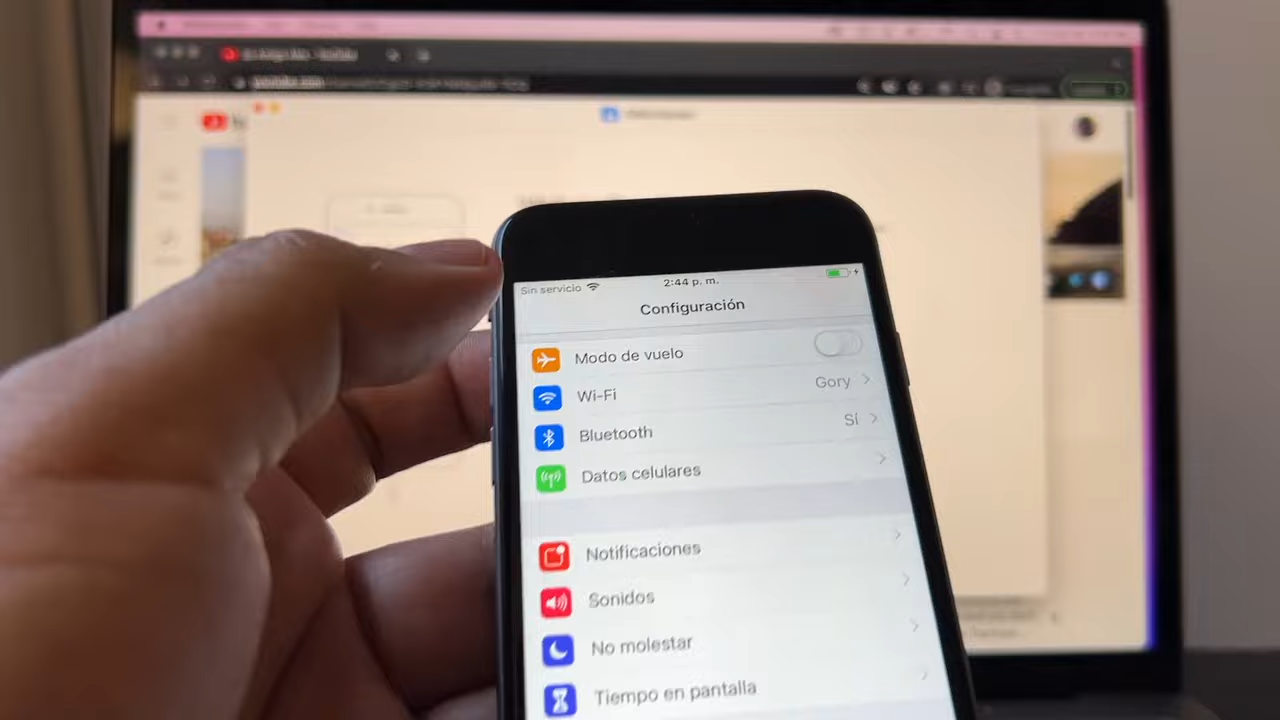 Sin servicio 2:44 p. m.
Configuración
Modo de vuelo
Wi-Fi Gory
Bluetooth Sí
Datos celulares
Notificaciones
Sonidos
No molestar
Tiempo en pantalla